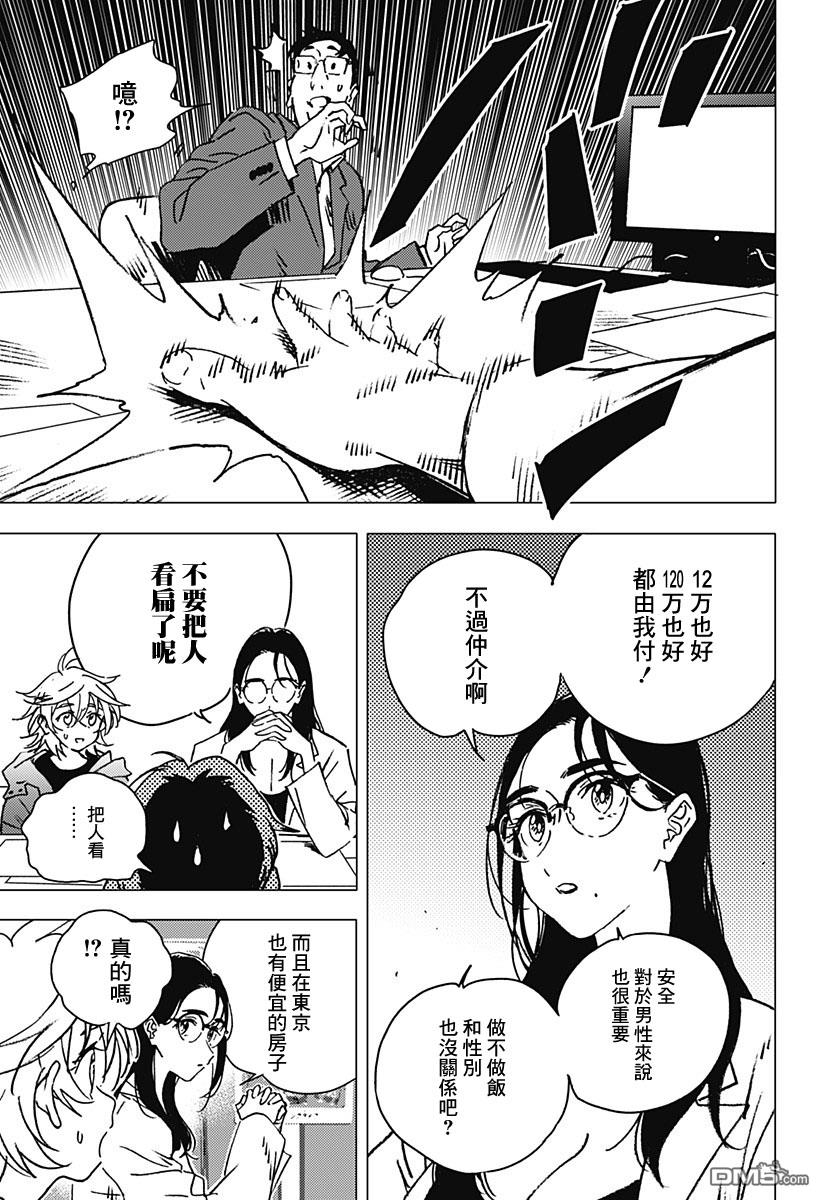 噫
!?
12万也好
120万也好
都由我付!
不過仲介啊
安全
對於男性來說
也很重要
做不做飯
和性別
也沒關係吧?
不要把人
看扁了呢
把人看
……
而且在東京
也有便宜的房子
真的嗎
!?
DM5.com